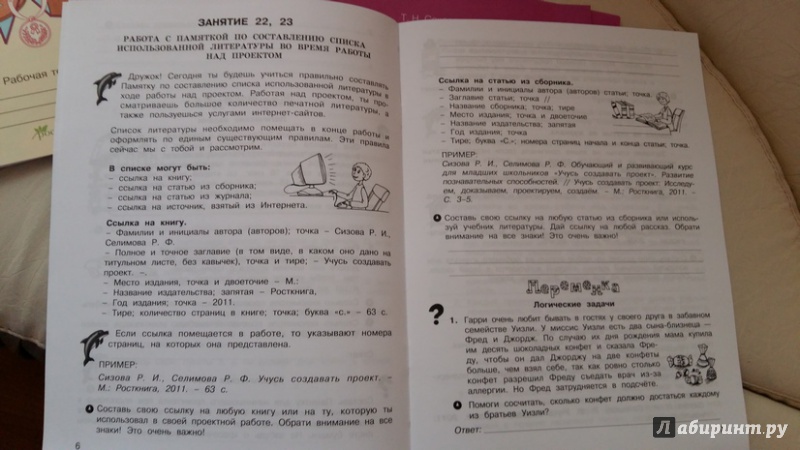 Рабочая те
Т. Н.
ЗАНЯТИЕ 22, 23
РАБОТА С ПАМЯТКОЙ ПО СОСТАВЛЕНИЮ СПИСКА
ИСПОЛЬЗОВАННОЙ ЛИТЕРАТУРЫ ВО ВРЕМЯ РАБОТЫ
НАД ПРОЕКТОМ
Дружок! Сегодня ты будешь учиться правильно составлять
Памятку по составлению списка использованной литературы в
ходе работы над проектом. Работая над проектом, ты про-
сматриваешь большое количество печатной литературы, а
также пользуешься услугами интернет-сайтов.
Список литературы необходимо помещать в конце работы и
оформлять по единым существующим правилам. Эти правила
сейчас мы с тобой и рассмотрим.
В списке могут быть:
– ссылка на книгу;
– ссылка на статью из сборника;
– ссылка на статью из журнала;
– ссылка на источник, взятый из Интернета.
Ссылка на книгу.
– Фамилии и инициалы автора (авторов); точка – Сизова Р. И.,
Селимова Р. Ф.
– Полное и точное заглавие (в том виде, в каком оно дано на
титульном листе, без кавычек), точка и тире; – Учусь создавать
проект. –.
– Место издания, точка и двоеточие – М.:
– Название издательства; запятая – Росткнига,
– Год издания; точка – 2011.
– Тире; количество страниц в книге; точка; буква «с.» – 63 с.
Если ссылка помещается в работе, то указывают номера
страниц, на которых она представлена.
ПРИМЕР:
Сизова Р. И., Селимова Р. Ф. Учусь создавать проект. –
М.: Росткнига, 2011. – 63 с.
Составь свою ссылку на любую книгу или на ту, которую ты
использовал в своей проектной работе. Обрати внимание на все
знаки! Это очень важно!
6
Ссылка на статью из сборника.
– Фамилии и инициалы автора (авторов) статьи; точка.
– Заглавие статьи; точка //
– Название сборника; точка; тире
– Место издания; точка и двоеточие
– Название издательства; запятая
– Год издания; точка
– Тире; буква «С.»; номера страниц начала и конца статьи; точка.
ПРИМЕР:
Сизова Р. И., Селимова Р. Ф. Обучающий и развивающий курс
для младших школьников «Учусь создавать проект». Развитие
познавательных способностей. // Учусь создавать проект: Исследу-
ем, доказываем, проектируем, создаём. – М.: Росткнига, 2011. –
С. 3–5.
Составь свою ссылку на любую статью из сборника или исполь-
зуй учебник литературы. Дай ссылку на любой рассказ. Обрати
внимание на все знаки! Это очень важно!
Переменка
Логические задачи
?
1. Гарри очень любит бывать в гостях у своего друга в забавном
семействе Уизли. У миссис Уизли есть два сына-близнеца —
Фред и Джордж. По случаю их дня рождения мама купила
им десять шоколадных конфет и сказала Фре-
ду, чтобы он дал Джорджу на две конфеты
больше, чем взял себе, так как ровно столько
конфет разрешил Фреду съедать врач из-за
аллергии. Но Фред затрудняется в подсчёте.
Помоги сосчитать, сколько конфет должно достаться каждому
из братьев Уизли?
Ответ:
Лабиринт.ру